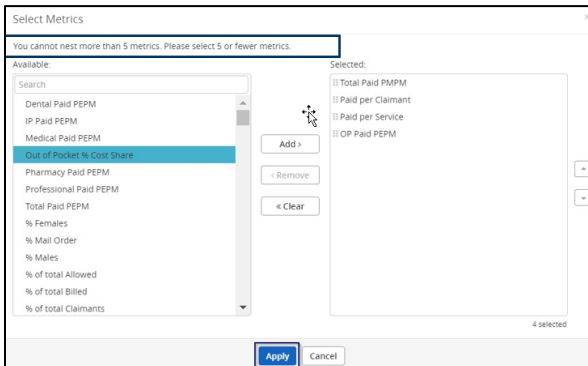 Select Metrics
You cannot nest more than 5 metrics. Please select 5 or fewer metrics.
Available:
Selected:
Search
Dental Paid PEPM
IP Paid PEPM
Medical Paid PEPM
Out of Pocket % Cost Share
Pharmacy Paid PEPM
Professional Paid PEPM
Total Paid PEPM
% Females
% Mail Order
% Males
% of total Allowed
% of total Billed
% of total Claimants
Add >
< Remove
« Clear
Total Paid PMPM
Paid per Claimant
Paid per Service
OP Paid PEPM
4 selected
Apply
Cancel